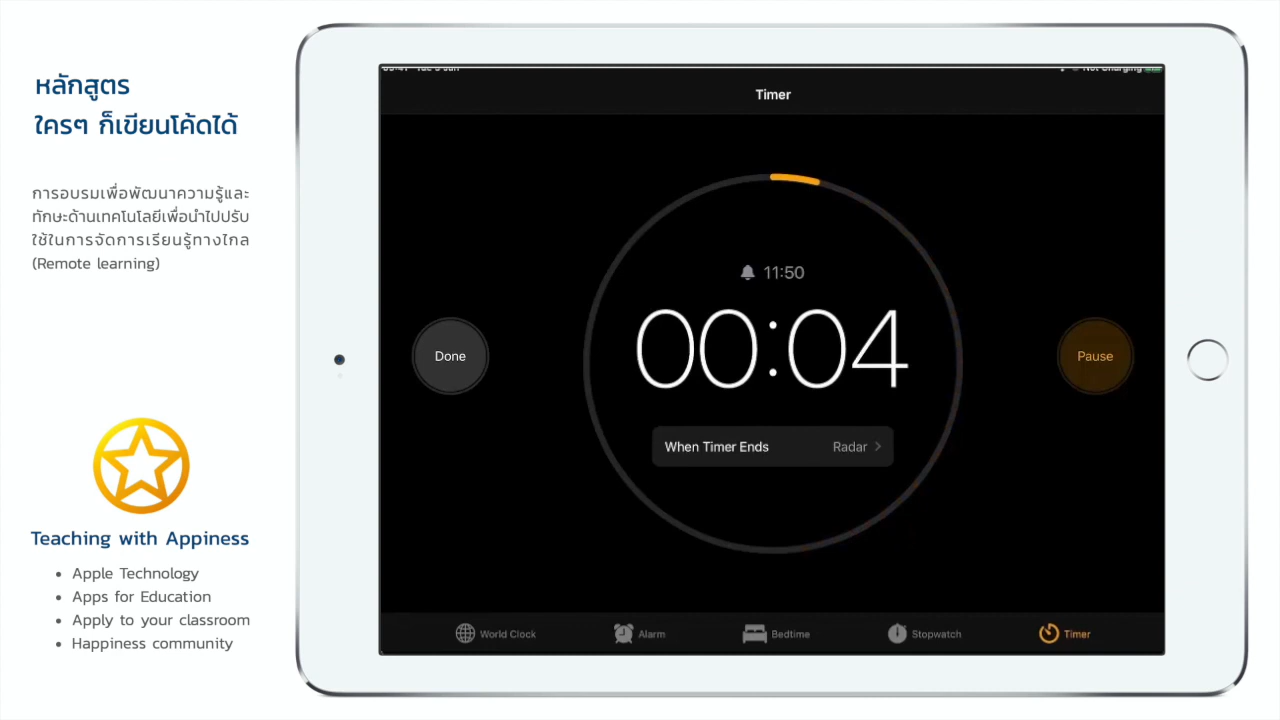 หลักสูตร
ใครๆ ก็เขียนโค้ดได้
การอบรมเพื่อพัฒนาความรู้และ
ทักษะด้านเทคโนโลยีเพื่อนำไปปรับ
ใช้ในการจัดการเรียนรู้ทางไกล
(Remote learning)
Teaching with Appiness
• Apple Technology
• Apps for Education
• Apply to your classroom
• Happiness community
Not Charging
Timer
11:50
00:04
Done
Pause
When Timer Ends Radar >
World Clock Alarm Bedtime Stopwatch Timer